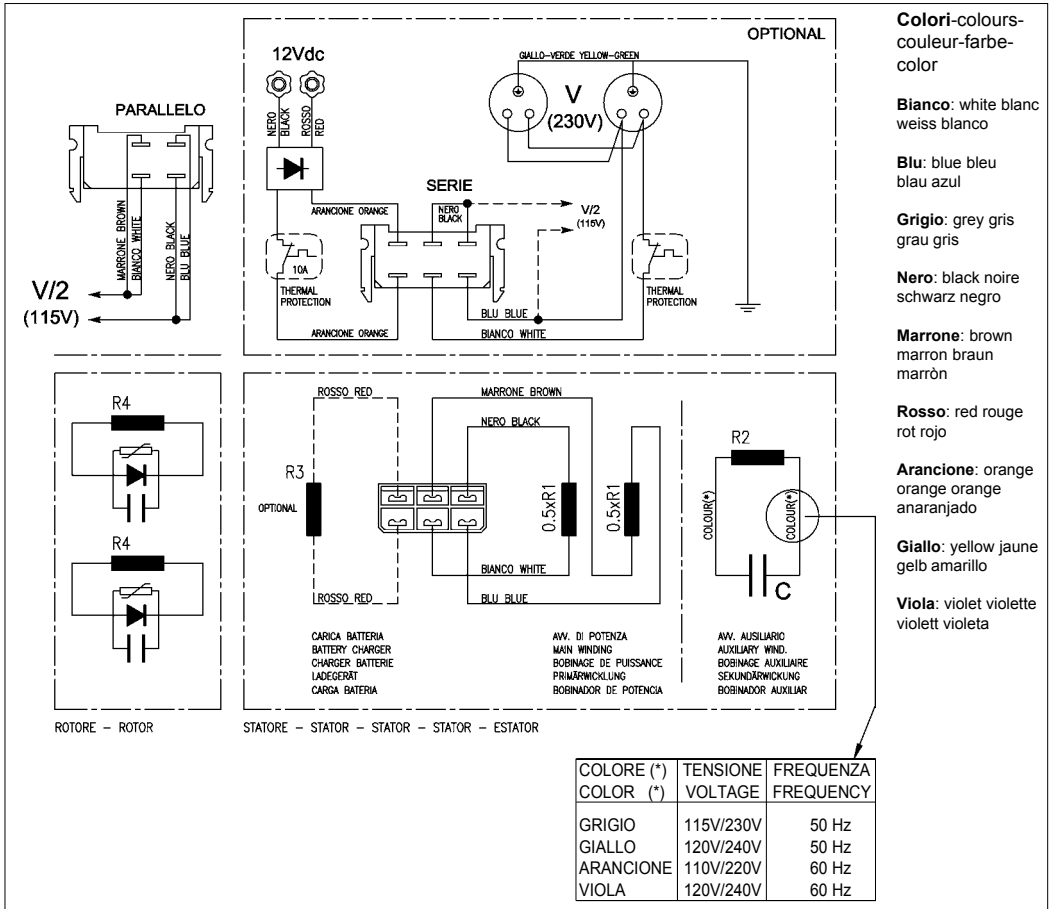 OPTIONAL
12Vdc
NERO
BLACK
ROSSO
RED
GIALLO-VERDE YELLOW-GREEN
V
(230V)
PARALLELO
MARRONE BROWN
BIANCO WHITE
NERO BLACK
BLU BLUE
V/2
(115V)
ARANCIONE ORANGE
SERIE
NERO
BLACK
V/2
(115V)
10A
THERMAL
PROTECTION
THERMAL
PROTECTION
BLU BLUE
ARANCIONE ORANGE
BIANCO WHITE
R4
R4
ROTORE - ROTOR
ROSSO RED
R3
OPTIONAL
ROSSO RED
MARRONE BROWN
NERO BLACK
0.5xR1
0.5xR1
BIANCO WHITE
BLU BLUE
R2
COLOUR(*)
COLOUR(*)
C
CARICA BATTERIA
BATTERY CHARGER
CHARGER BATTERIE
LADEGERÄT
CARGA BATERIA
AVV. DI POTENZA
MAIN WINDING
BOBINAGE DE PUISSANCE
PRIMÄRWICKLUNG
BOBINADOR DE POTENCIA
AVV. AUSILIARIO
AUXILIARY WIND.
BOBINAGE AUXILIAIRE
SEKUNDÄRWICKUNG
BOBINADOR AUXILIAR
STATORE - STATOR - STATOR - STATOR - ESTATOR
COLORE (*) TENSIONE FREQUENZA
COLOR (*) VOLTAGE FREQUENCY
GRIGIO 115V/230V 50 Hz
GIALLO 120V/240V 50 Hz
ARANCIONE 110V/220V 60 Hz
VIOLA 120V/240V 60 Hz
Colori-colours-
couleur-farbe-
color
Bianco: white blanc
weiss blanco
Blu: blue bleu
blau azul
Grigio: grey gris
grau gris
Nero: black noire
schwarz negro
Marrone: brown
marron braun
marròn
Rosso: red rouge
rot rojo
Arancione: orange
orange orange
anaranjado
Giallo: yellow jaune
gelb amarillo
Viola: violet violette
violett violeta